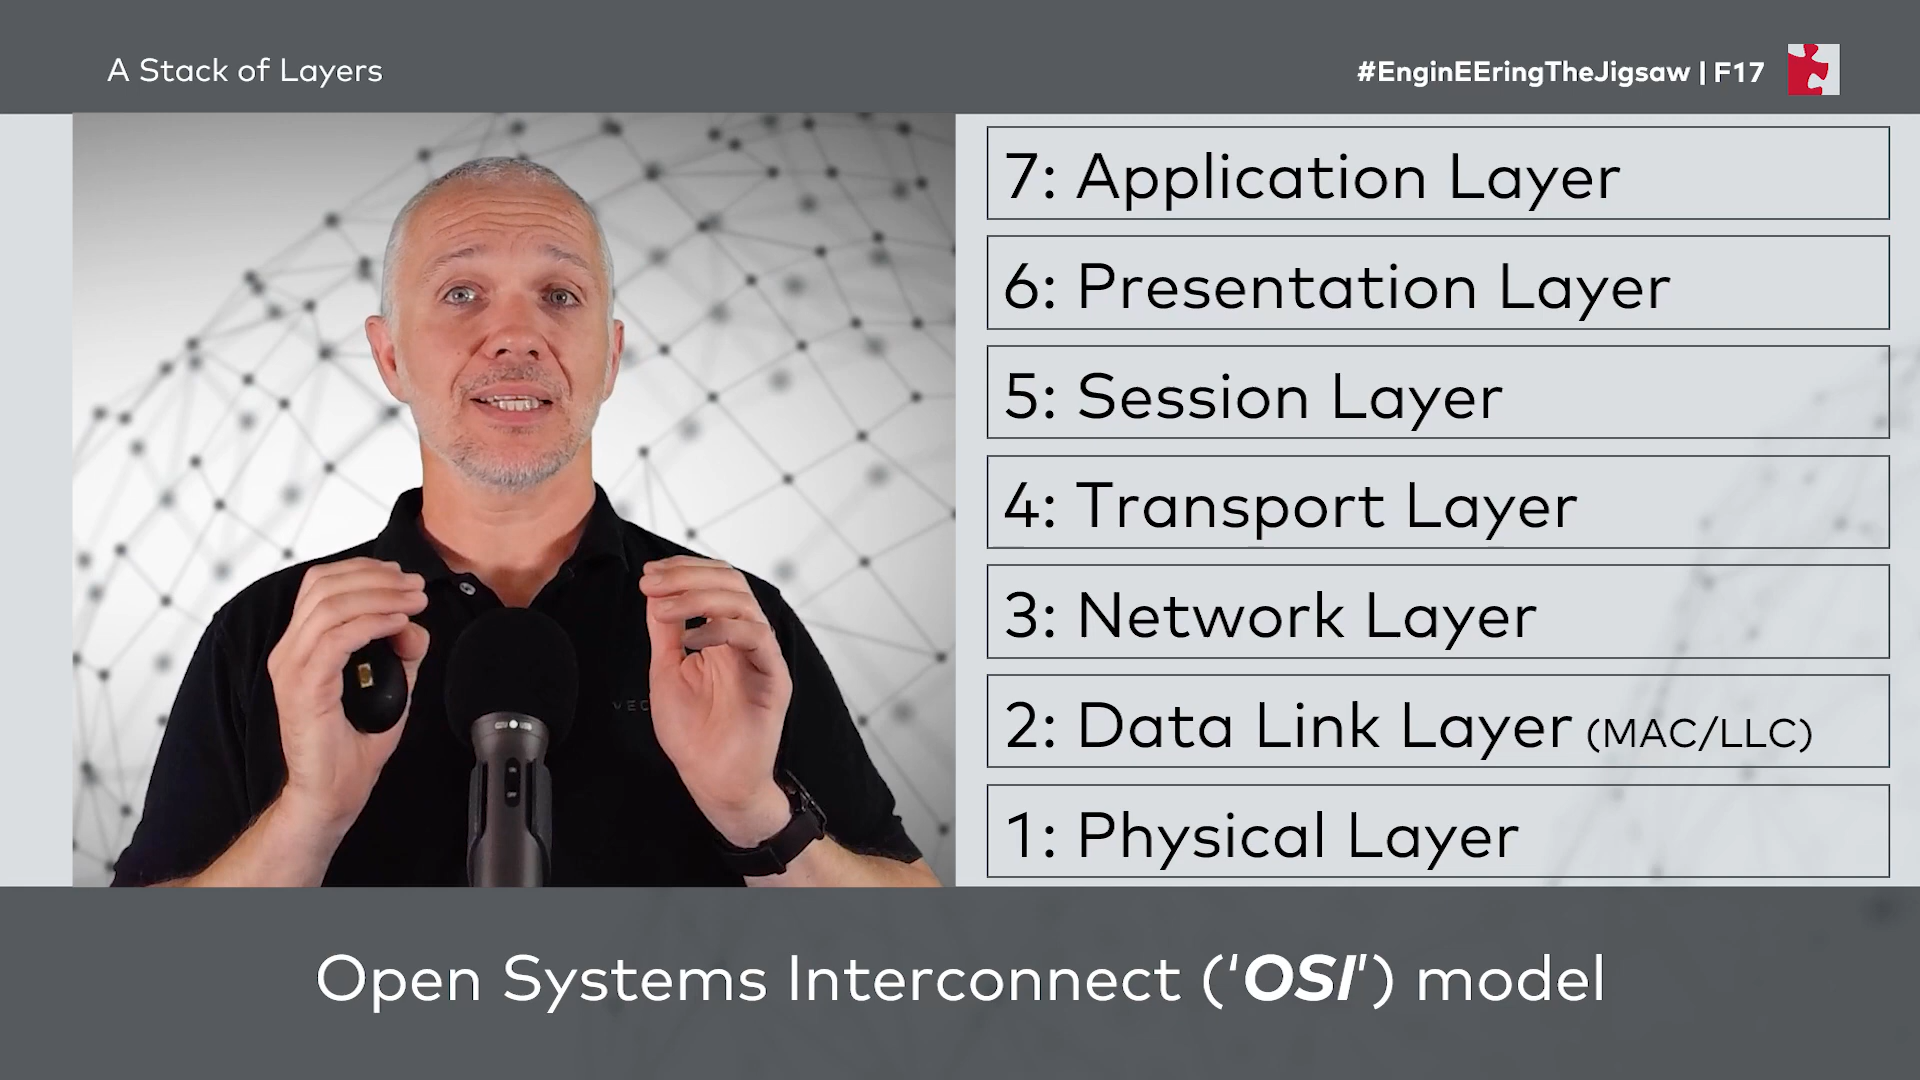 A Stack of Layers
#EnginEEringTheJigsaw | F17
7: Application Layer
6: Presentation Layer
5: Session Layer
4: Transport Layer
3: Network Layer
2: Data Link Layer (MAC/LLC)
1: Physical Layer
Open Systems Interconnect (‘OSI’) model